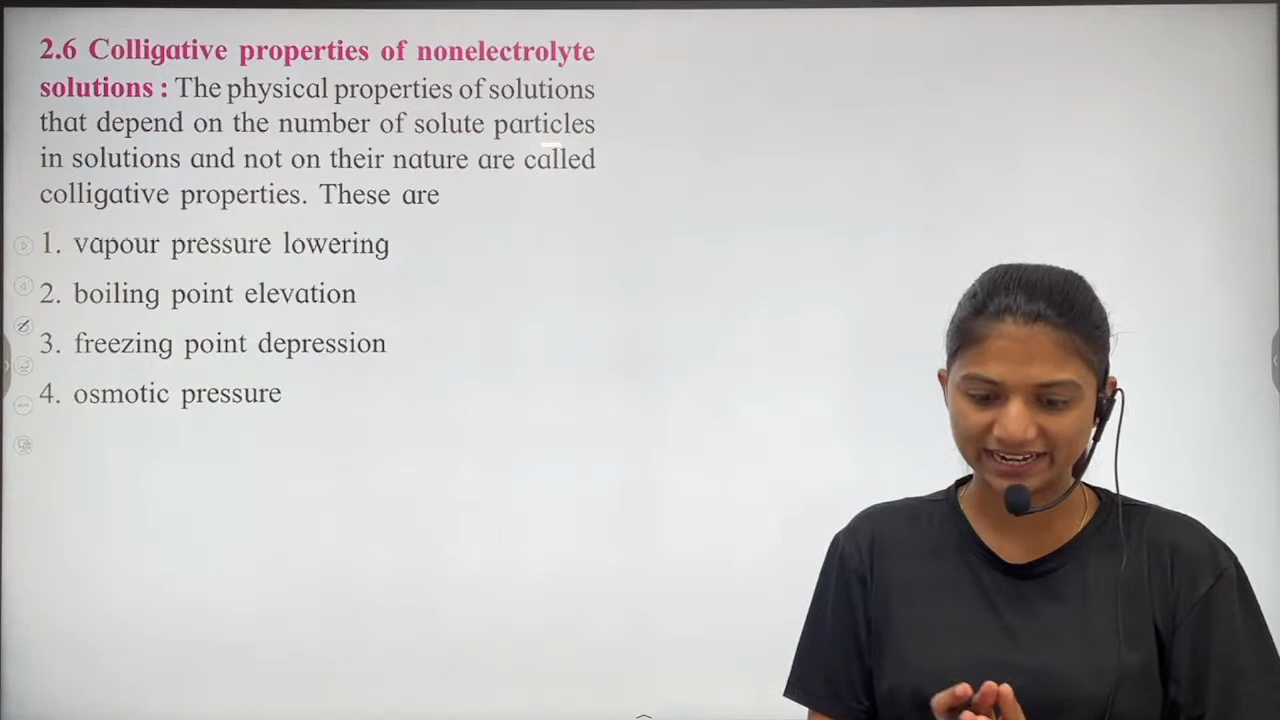 2.6 Colligative properties of nonelectrolyte
solutions : The physical properties of solutions
that depend on the number of solute particles
in solutions and not on their nature are called
colligative properties. These are
1. vapour pressure lowering
2. boiling point elevation
3. freezing point depression
4. osmotic pressure